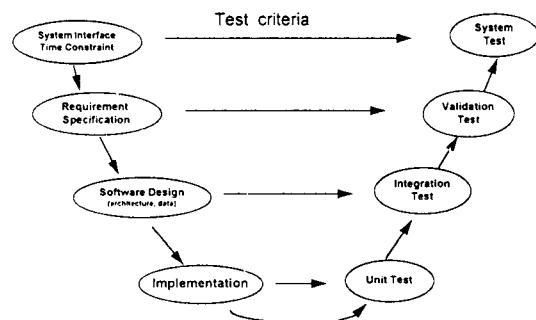 Test criteria
System Interface
Time Constraint
System
Test
Requirement
Specification
Validation
Test
Software Design
(architecture, data)
Integration
Test
Implementation
Unit Test